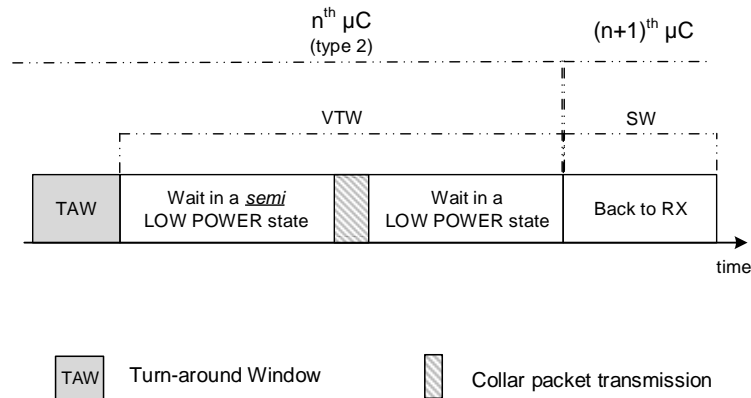 nth µC
(type 2)
(n+1)th µC
VTW
SW
TAW
Wait in a semi
LOW POWER state
Wait in a
LOW POWER state
Back to RX
time
TAW
Turn-around Window
Collar packet transmission